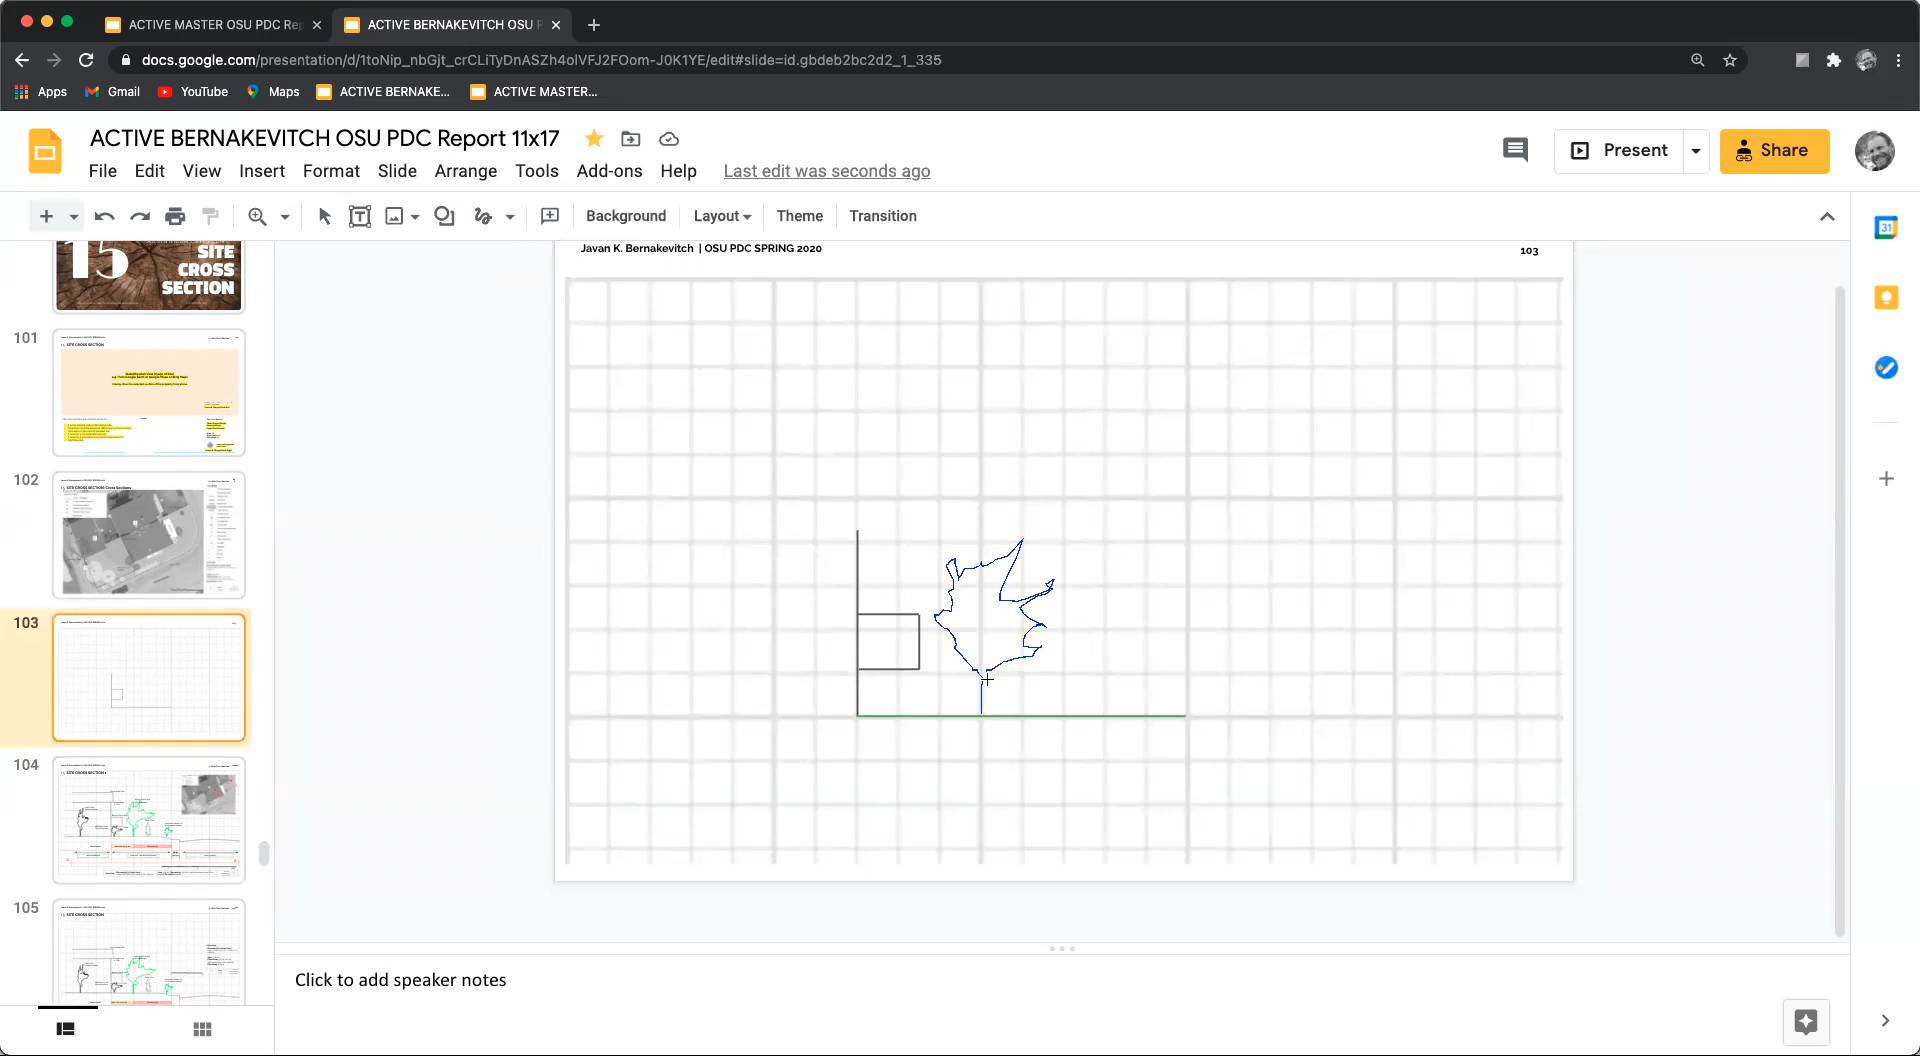 ACTIVE MASTER OSU PDC Rep
ACTIVE BERNAKEVITCH OSU P
docs.google.com/presentation/d/1toNip_nbGjt_crCLiTyDnASZh4olVFJ2FOom-J0K1YE/edit#slide=id.gbdeb2bc2d2_1_335
Apps
Gmail
YouTube
Maps
ACTIVE BERNAKE...
ACTIVE MASTER...
ACTIVE BERNAKEVITCH OSU PDC Report 11x17
File Edit View Insert Format Slide Arrange Tools Add-ons Help Last edit was seconds ago
Present
Share
Background Layout Theme Transition
31
15
SITE
CROSS
SECTION
101
102
103
104
105
Javan K. Bernakevitch | OSU PDC SPRING 2020
103
Click to add speaker notes